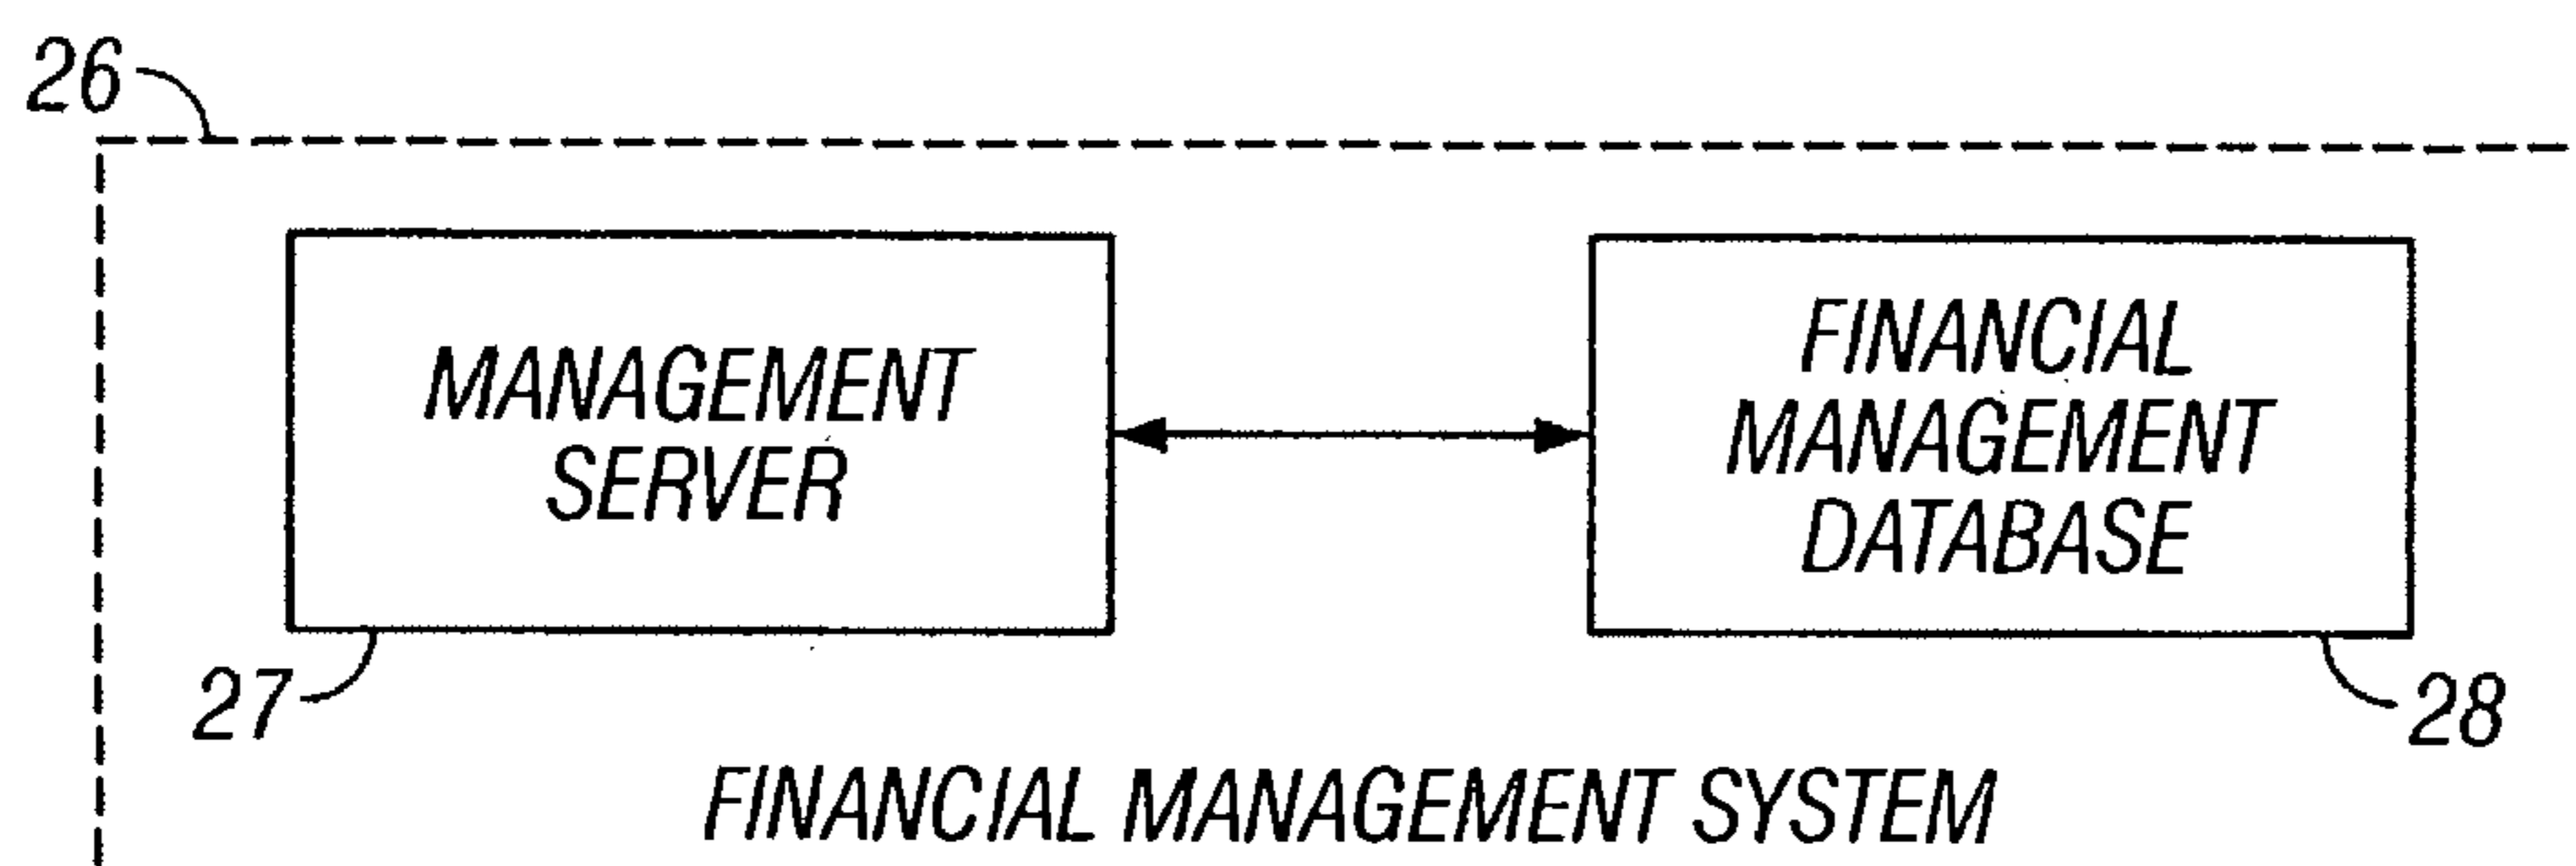 26
MANAGEMENT
SERVER
FINANCIAL
MANAGEMENT
DATABASE
27
28
FINANCIAL MANAGEMENT SYSTEM